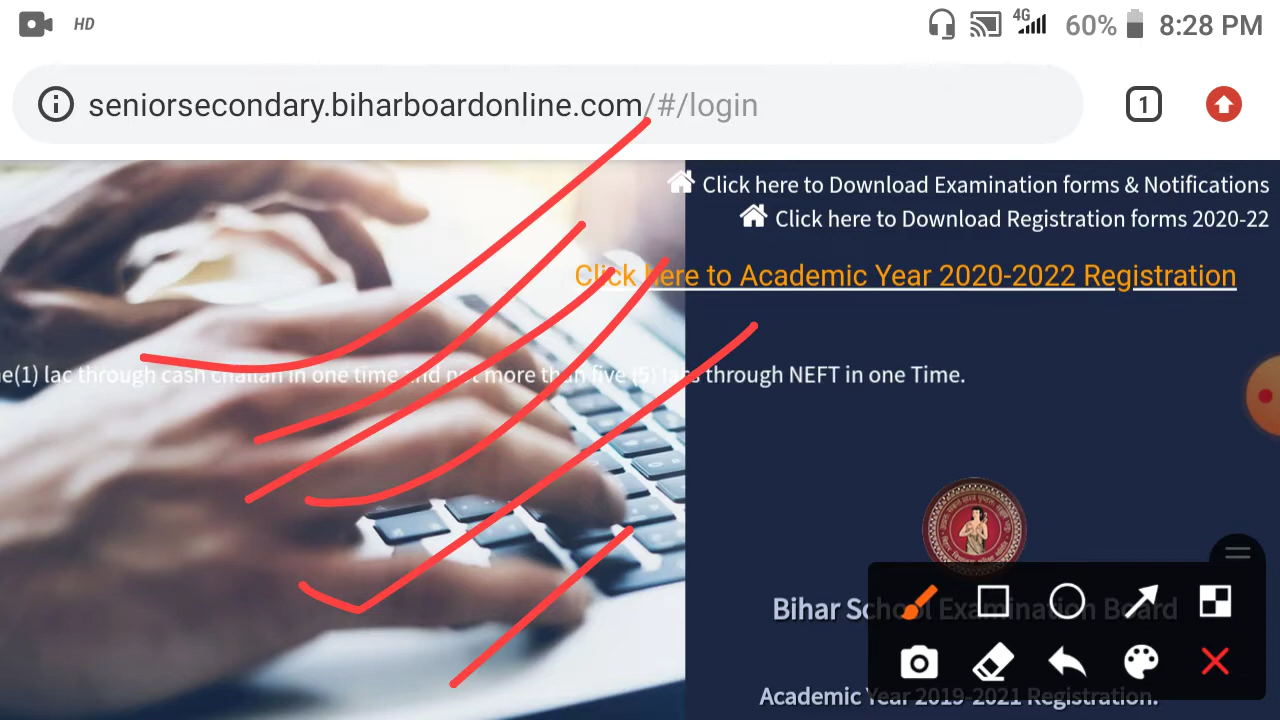 HD
4G
60%
8:28 PM
seniorsecondary.biharboardonline.com/#/login
1
Click here to Download Examination forms & Notifications
Click here to Download Registration forms 2020-22
Click here to Academic Year 2020-2022 Registration
e(1) lac through cash challan in one time and not more than five (5) lacs through NEFT in one Time.
Bihar School Examination Board
Academic Year 2019-2021 Registration.